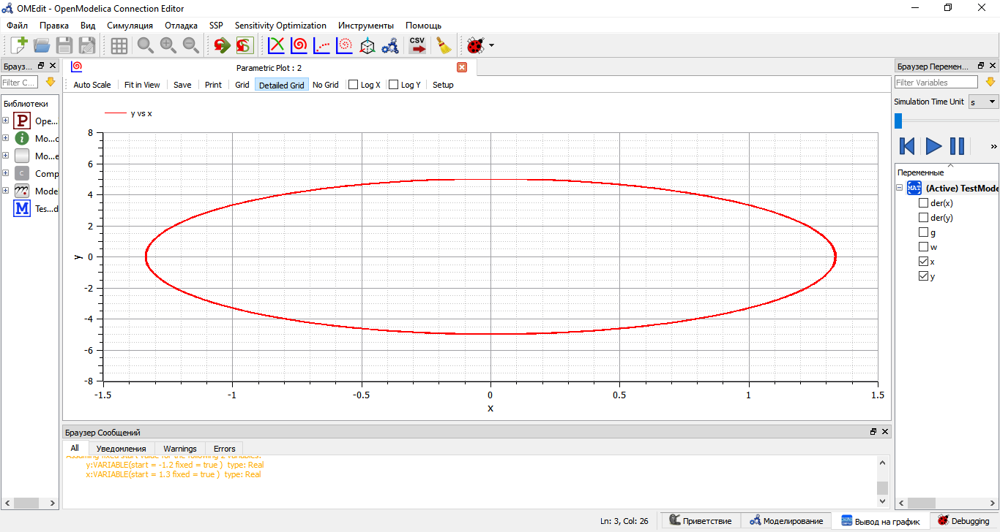 OMEdit - OpenModelica Connection Editor
Файл Правка Вид Симуляция Отладка SSP Sensitivity Optimization Инструменты Помощь
CSV
Брауз...
Filter C...
Библиотеки
P Ope...
i Mo...c
Mo...e
C Comp
Mode
M Tes...d
Parametric Plot : 2
Auto Scale Fit in View Save Print Grid Detailed Grid No Grid Log X Log Y Setup
y vs x
8
6
4
2
0
-2
-4
-6
-8
y
-1.5 -1 -0.5 0 0.5 1 1.5
x
Браузер Сообщений
All Уведомления Warnings Errors
Assuming fixed start value for the following 2 variables:
y:VARIABLE(start = -1.2 fixed = true ) type: Real
x:VARIABLE(start = 1.3 fixed = true ) type: Real
Браузер Перемен...
Filter Variables
Simulation Time Unit s
»
Переменные
MAT (Active) TestMode
der(x)
der(y)
g
w
x
y
Ln: 3, Col: 26 Приветствие Моделирование Вывод на график Debugging